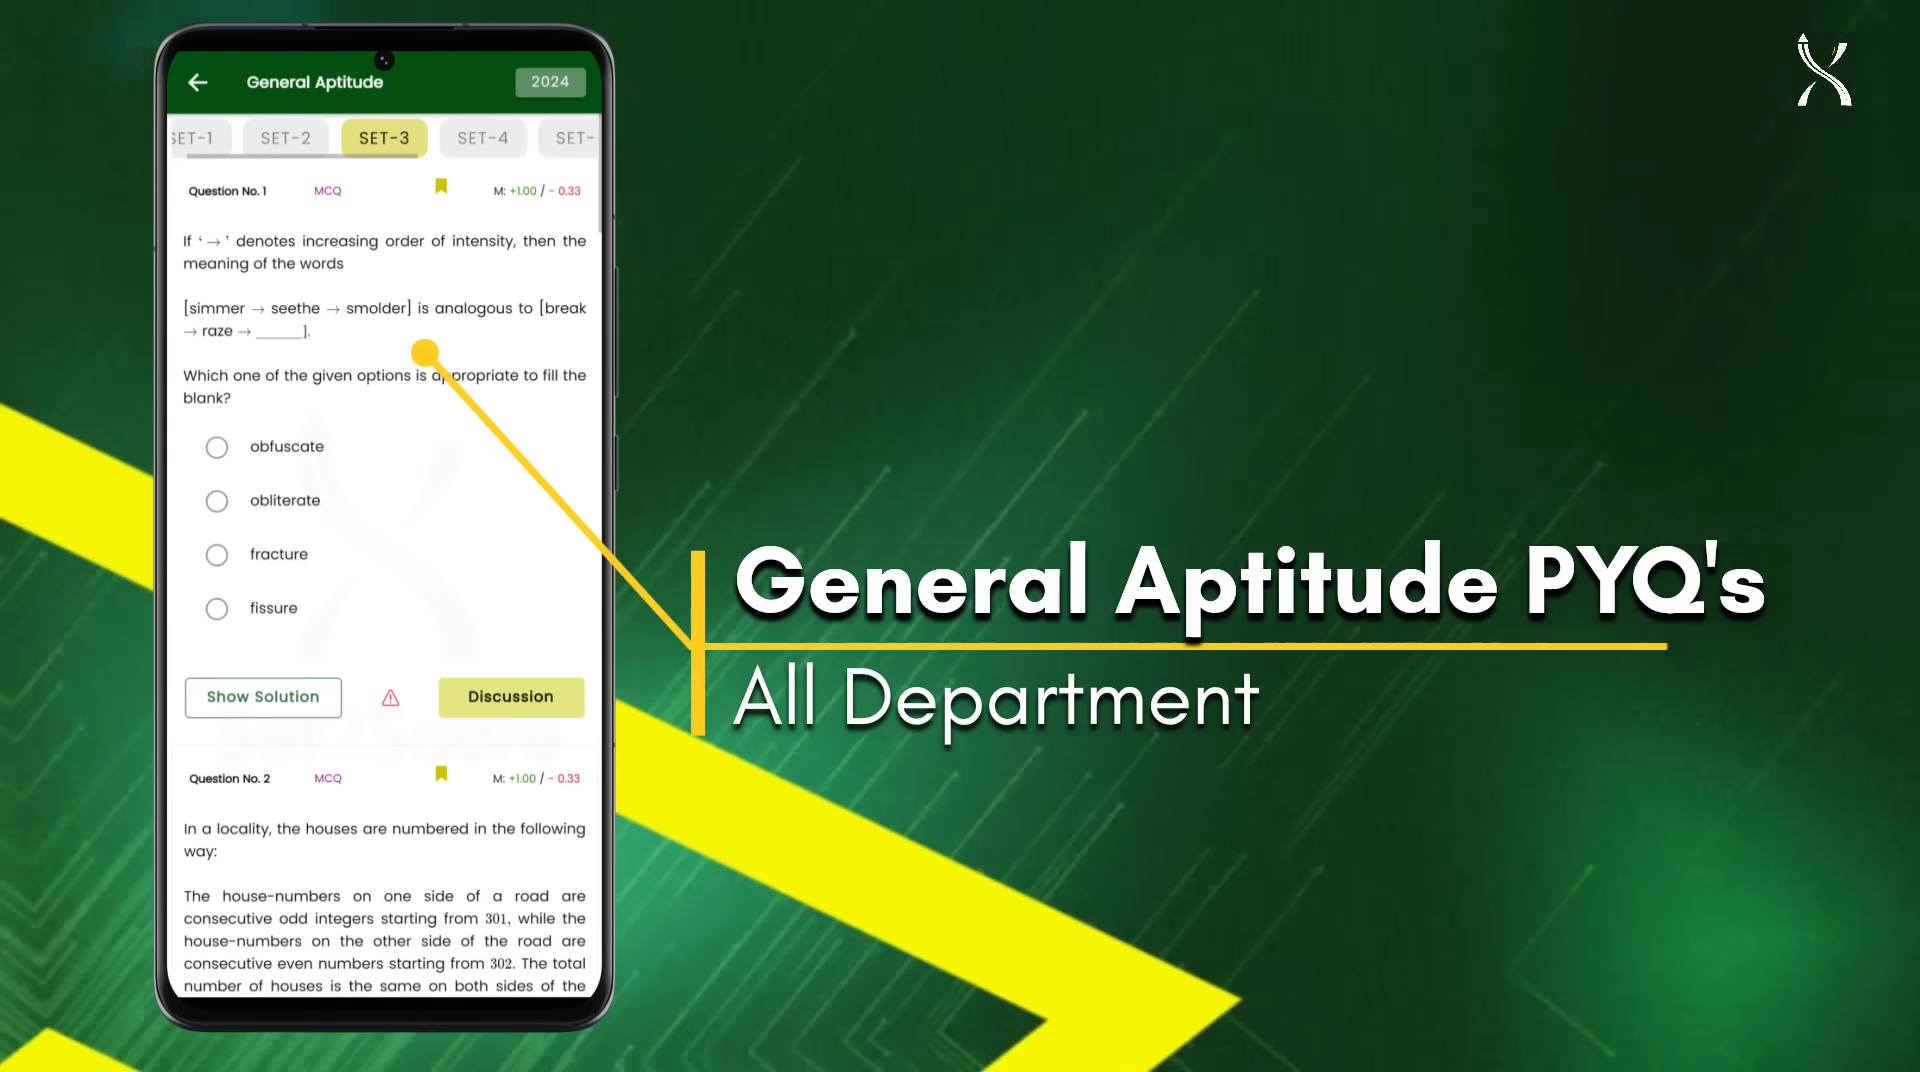 General Aptitude
2024
SET-1
SET-2
SET-3
SET-4
SET-
Question No. 1 MCQ M: +1.00 / - 0.33
If ‘ → ’ denotes increasing order of intensity, then the
meaning of the words
[simmer → seethe → smolder] is analogous to [break
→ raze → ______].
Which one of the given options is appropriate to fill the
blank?
obfuscate
obliterate
fracture
fissure
Show Solution
Discussion
Question No. 2 MCQ M: +1.00 / - 0.33
In a locality, the houses are numbered in the following
way:
The house-numbers on one side of a road are
consecutive odd integers starting from 301, while the
house-numbers on the other side of the road are
consecutive even numbers starting from 302. The total
number of houses is the same on both sides of the
General Aptitude PYQ's
All Department